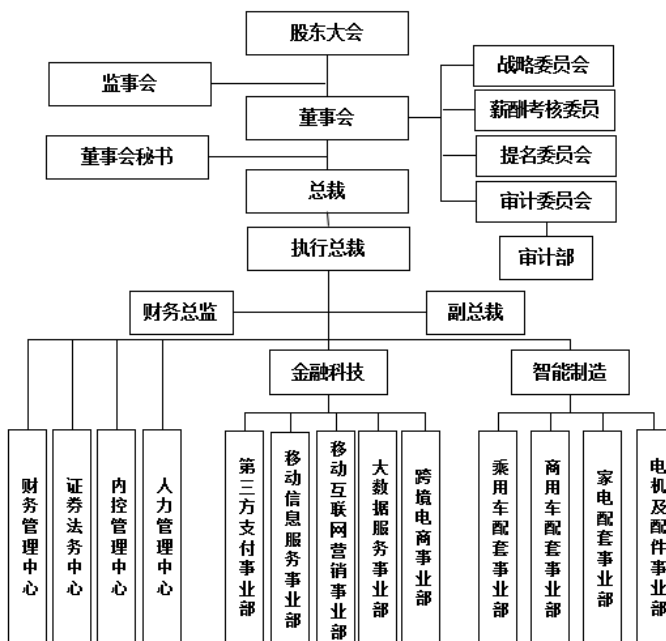 股东大会
监事会
战略委员会
薪酬考核委员
董事会
董事会秘书
提名委员会
总裁
审计委员会
执行总裁
审计部
财务总监
副总裁
金融科技
智能制造
财务管理中心
证券法务中心
内控管理中心
人力管理中心
第三方支付事业部
移动信息服务事业部
移动互联网营销事业部
大数据服务事业部
跨境电商事业部
乘用车配套事业部
商用车配套事业部
家电配套事业部
电机及配件事业部